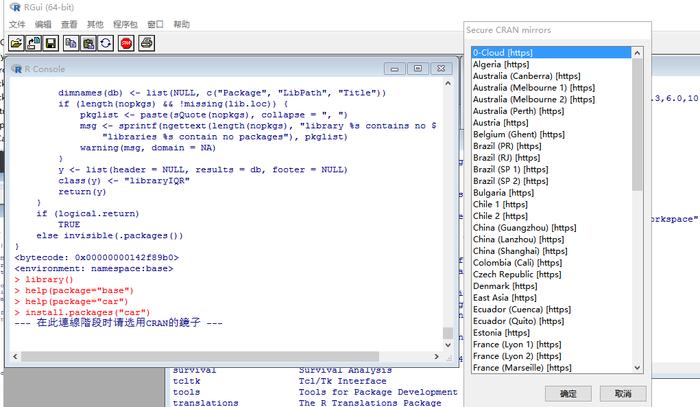 RGui (64-bit)
文件 编辑 查看 其他 程序包 窗口 帮助
STOP
R Console
dimnames(db) <- list(NULL, c("Package", "LibPath", "Title"))
if (length(nopkgs) && !missing(lib.loc)) {
pkglist <- paste(sQuote(nopkgs), collapse = ", ")
msg <- sprintf(ngettext(length(nopkgs), "library %s contains no $
"libraries %s contain no packages"), pkglist)
warning(msg, domain = NA)
}
y <- list(header = NULL, results = db, footer = NULL)
class(y) <- "libraryIQR"
return(y)
}
if (logical.return)
TRUE
else invisible(.packages())
}
<bytecode: 0x00000000142f89b0>
<environment: namespace:base>
> library()
> help(package="base")
> help(package="car")
> install.packages("car")
--- 在此連線階段时请选用CRAN的鏡子 ---
survival Survival Analysis
tcltk Tcl/Tk Interface
tools Tools for Package Development
translations The R Translations Package
Secure CRAN mirrors
0-Cloud [https]
Algeria [https]
Australia (Canberra) [https]
Australia (Melbourne 1) [https]
Australia (Melbourne 2) [https]
Australia (Perth) [https]
Austria [https]
Belgium (Ghent) [https]
Brazil (PR) [https]
Brazil (RJ) [https]
Brazil (SP 1) [https]
Brazil (SP 2) [https]
Bulgaria [https]
Chile 1 [https]
Chile 2 [https]
China (Guangzhou) [https]
China (Lanzhou) [https]
China (Shanghai) [https]
Colombia (Cali) [https]
Czech Republic [https]
Denmark [https]
East Asia [https]
Ecuador (Cuenca) [https]
Ecuador (Quito) [https]
Estonia [https]
France (Lyon 1) [https]
France (Lyon 2) [https]
France (Marseille) [https]
确定 取消
.3,6.0,10
orkspace"